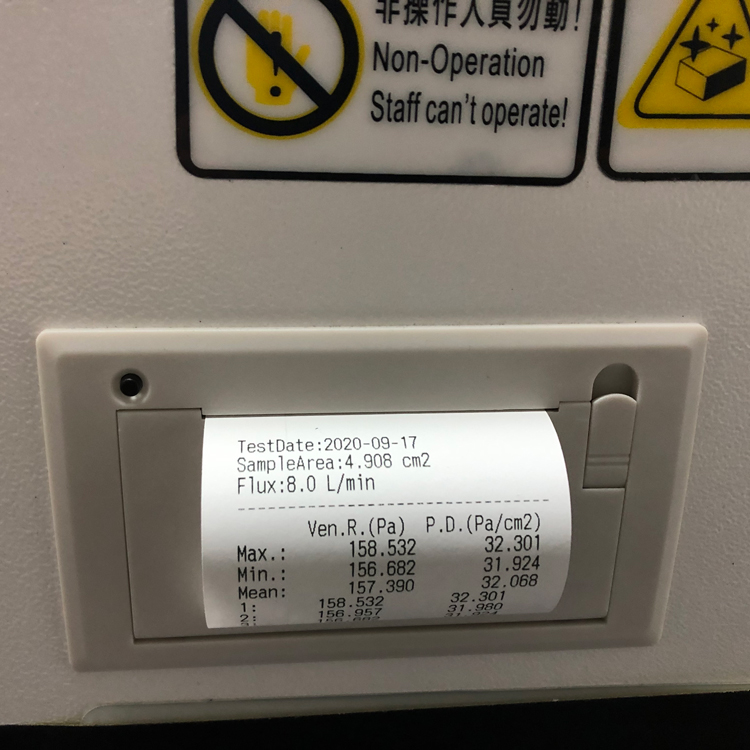 非操作人員勿動!
Non-Operation
Staff can't operate!
TestDate:2020-09-17
SampleArea:4.908 cm2
Flux:8.0 L/min
Ven.R.(Pa) P.D.(Pa/cm2)
Max.: 158.532 32.301
Min.: 156.682 31.924
Mean: 157.390 32.068
1: 158.532 32.301
2: 156.957 31.980